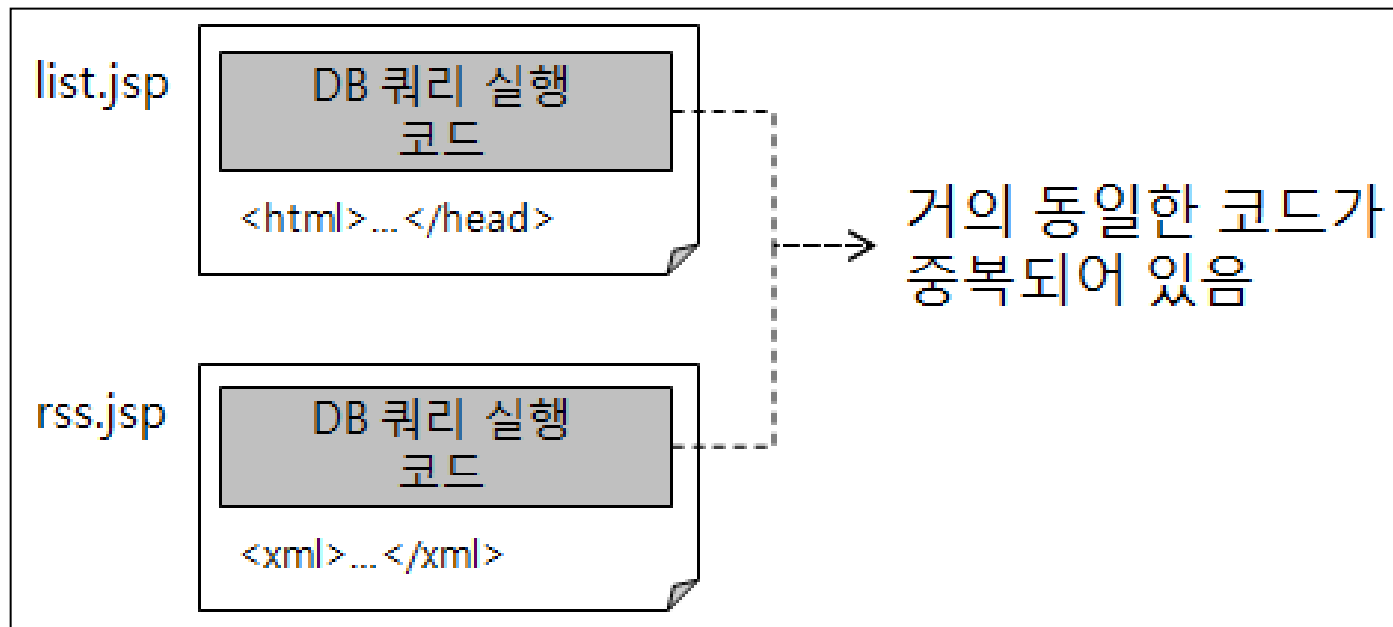 list.jsp
DB 쿼리 실행
코드
<html>...</head>
거의 동일한 코드가
중복되어 있음
rss.jsp
DB 쿼리 실행
코드
<xml>...</xml>